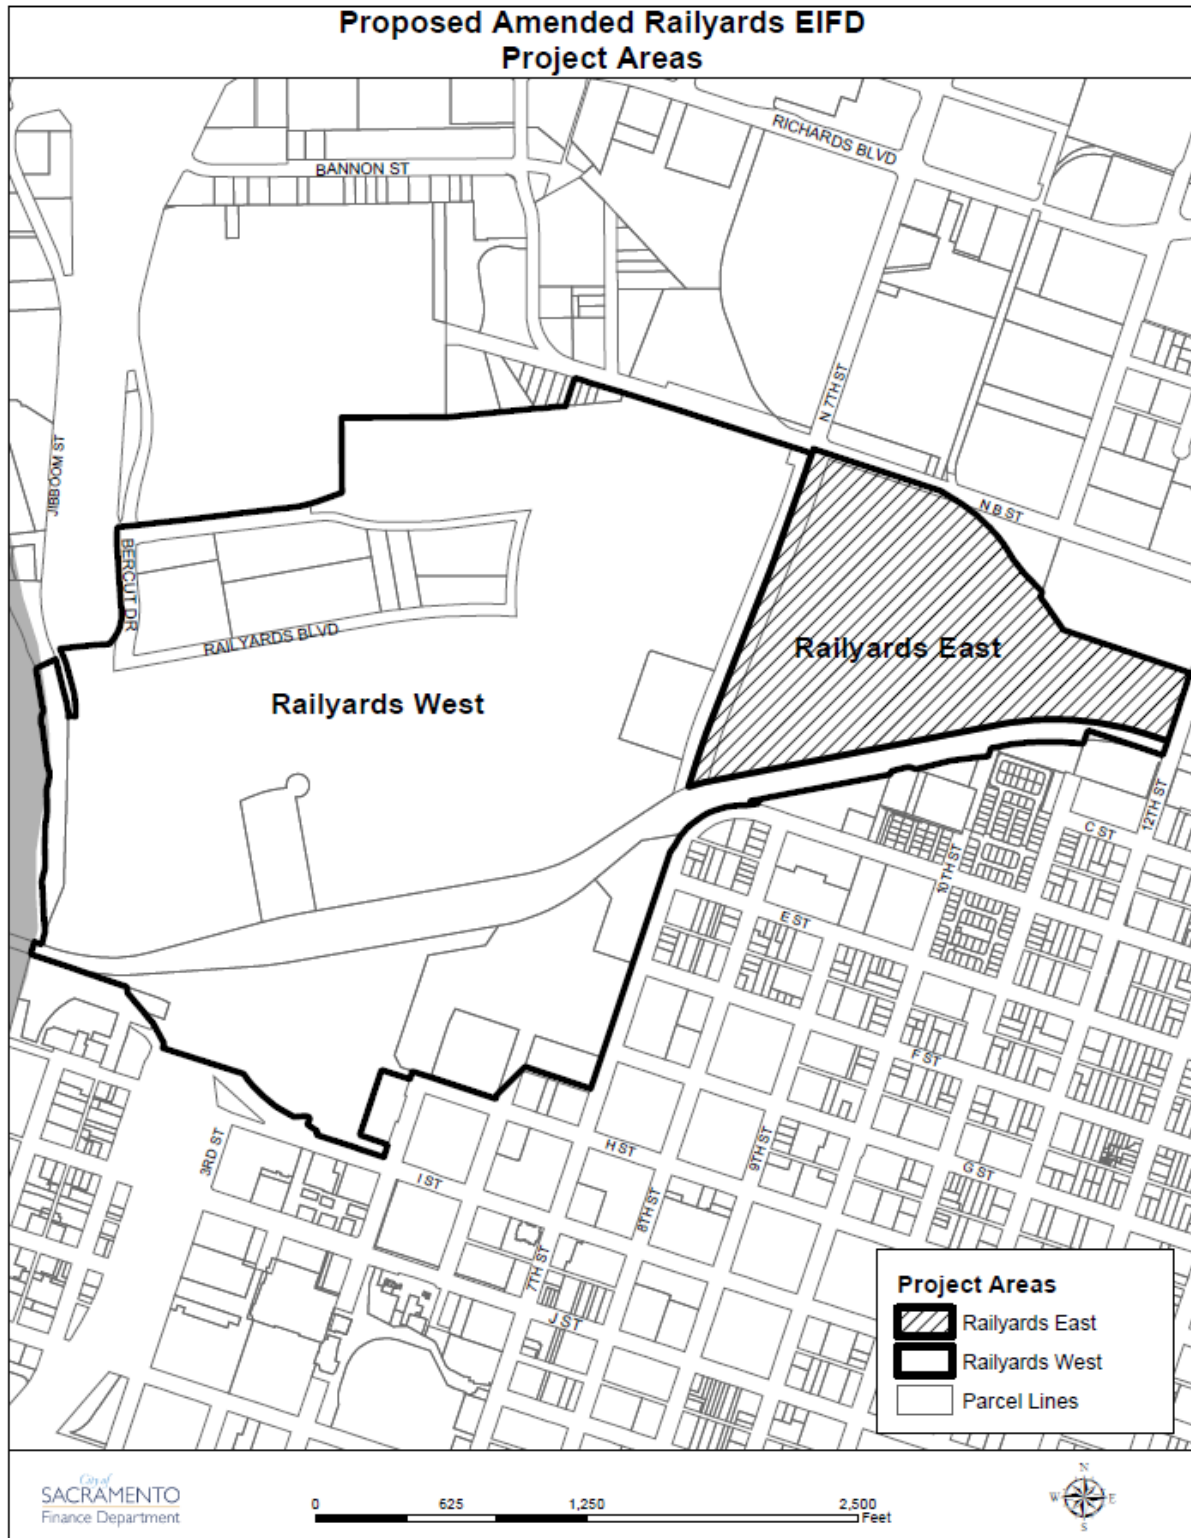 Proposed Amended Railyards EIFD
Project Areas
RICHARDS BLVD
BANNON ST
N 7TH ST
JIBBOOM ST
N B ST
BERCUT DR
RAILYARDS BLVD
Railyards East
Railyards West
12TH ST
C ST
10TH ST
E ST
F ST
3RD ST
H ST
9TH ST
G ST
I ST
8TH ST
7TH ST
J ST
Project Areas
Railyards East
Railyards West
Parcel Lines
City of
SACRAMENTO
Finance Department
0 625 1,250 2,500
Feet
N
W E
S